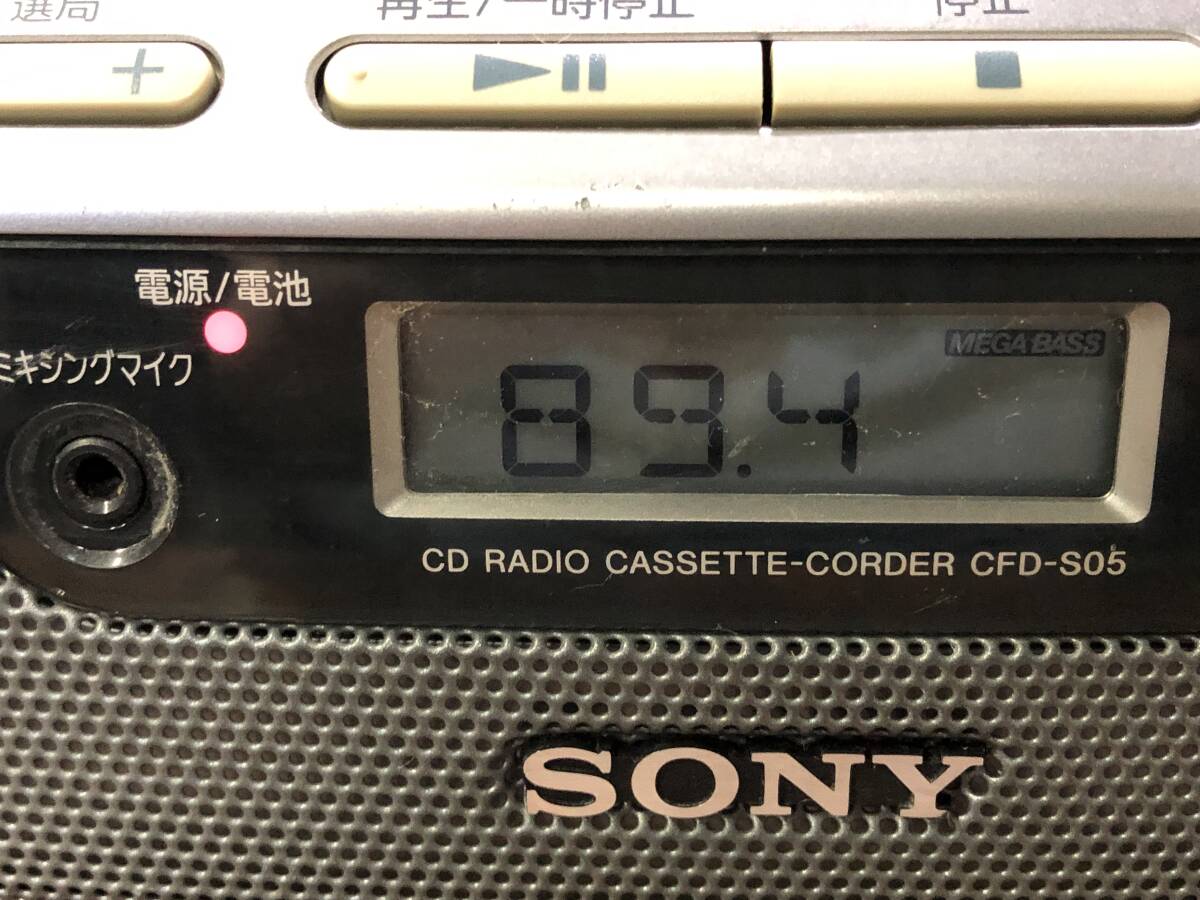 選局
再生/一時停止
停止
+
電源/電池
ミキシングマイク
MEGA BASS
89.4
CD RADIO CASSETTE-CORDER CFD-S05
SONY